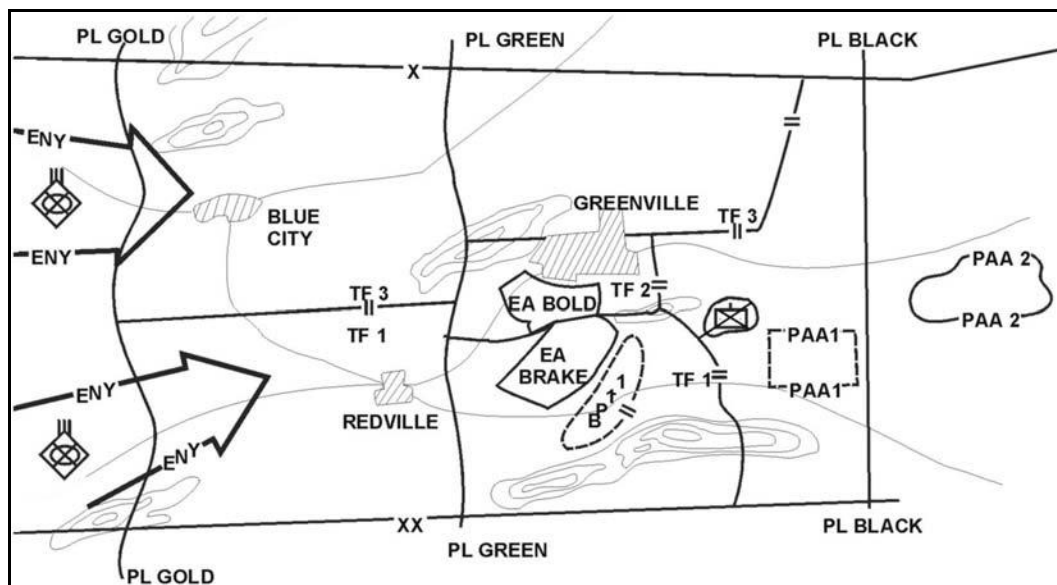 PL GOLD
PL GREEN
PL BLACK
X
ENY
GREENVILLE
BLUE
CITY
TF 3
ENY
PAA 2
TF 3
EA BOLD
TF 2
PAA 2
TF 1
EA
BRAKE
PAA1
ENY
TF 1
PAA1
REDVILLE
B P t 1
ENY
XX
PL BLACK
PL GREEN
PL GOLD